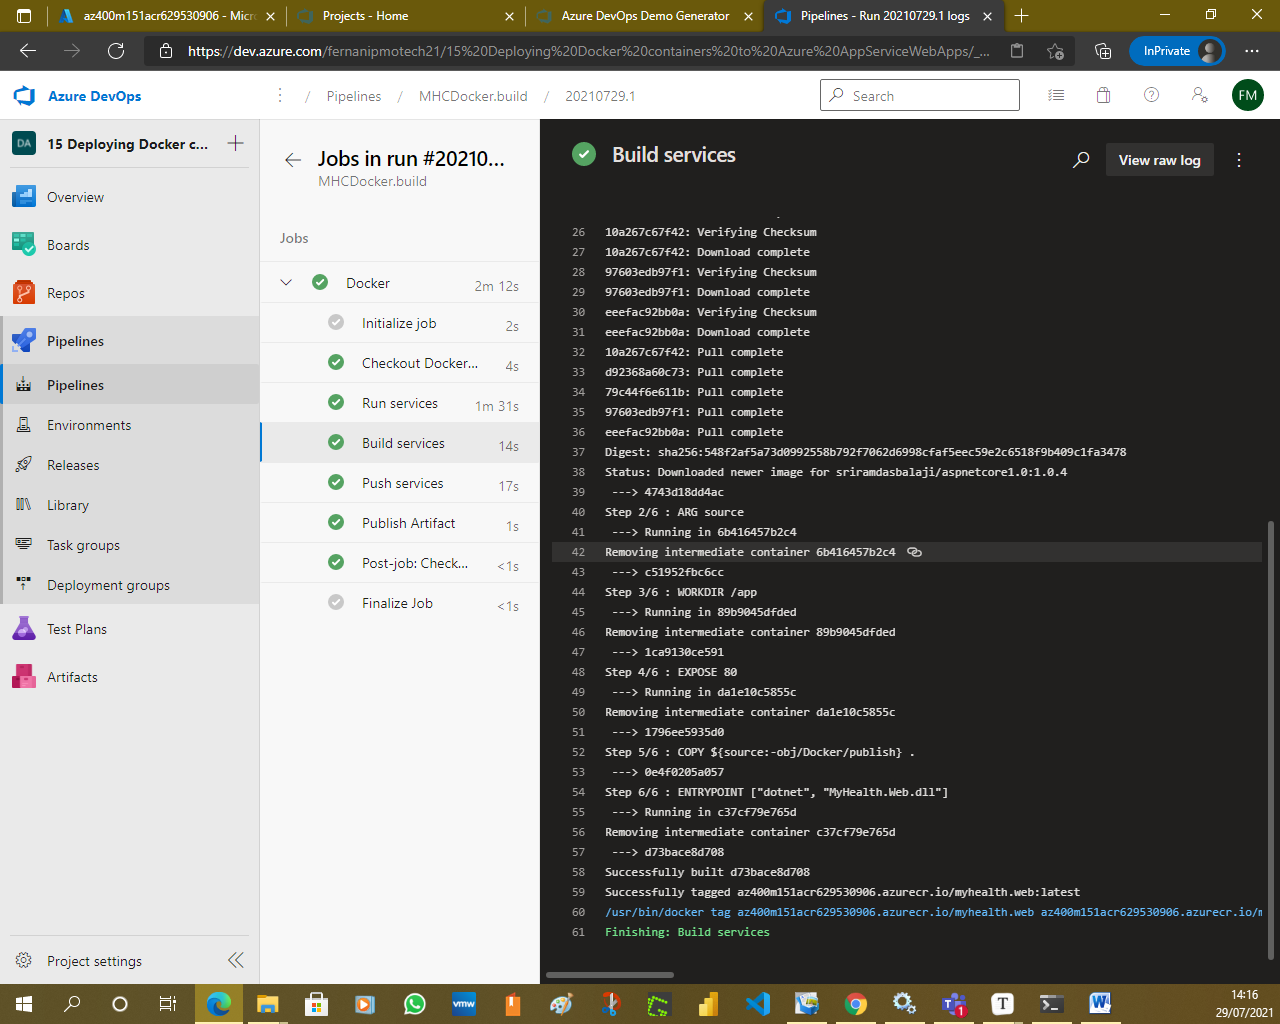 az400m151acr629530906 - Micr
Projects - Home
Azure DevOps Demo Generator
Pipelines - Run 20210729.1 logs
https://dev.azure.com/fernanipmotech21/15%20Deploying%20Docker%20containers%20to%20Azure%20AppServiceWebApps/_...
InPrivate
Azure DevOps
/ Pipelines / MHCDocker.build / 20210729.1
Search
FM
DA
15 Deploying Docker c...
Overview
Boards
Repos
Pipelines
Pipelines
Environments
Releases
Library
Task groups
Deployment groups
Test Plans
Artifacts
Project settings
Jobs in run #20210...
MHCDocker.build
Jobs
Docker 2m 12s
Initialize job 2s
Checkout Docker... 4s
Run services 1m 31s
Build services 14s
Push services 17s
Publish Artifact 1s
Post-job: Check... <1s
Finalize Job <1s
Build services
View raw log
26 10a267c67f42: Verifying Checksum
27 10a267c67f42: Download complete
28 97603edb97f1: Verifying Checksum
29 97603edb97f1: Download complete
30 eeefac92bb0a: Verifying Checksum
31 eeefac92bb0a: Download complete
32 10a267c67f42: Pull complete
33 d92368a60c73: Pull complete
34 79c44f6e611b: Pull complete
35 97603edb97f1: Pull complete
36 eeefac92bb0a: Pull complete
37 Digest: sha256:548f2af5a73d0992558b792f7062d6998cfaf5eec59e2c6518f9b409c1fa3478
38 Status: Downloaded newer image for sriramdasbalaji/aspnetcore1.0:1.0.4
39 ---> 4743d18dd4ac
40 Step 2/6 : ARG source
41 ---> Running in 6b416457b2c4
42 Removing intermediate container 6b416457b2c4
43 ---> c51952fbc6cc
44 Step 3/6 : WORKDIR /app
45 ---> Running in 89b9045dfded
46 Removing intermediate container 89b9045dfded
47 ---> 1ca9130ce591
48 Step 4/6 : EXPOSE 80
49 ---> Running in da1e10c5855c
50 Removing intermediate container da1e10c5855c
51 ---> 1796ee5935d0
52 Step 5/6 : COPY ${source:-obj/Docker/publish} .
53 ---> 0e4f0205a057
54 Step 6/6 : ENTRYPOINT ["dotnet", "MyHealth.Web.dll"]
55 ---> Running in c37cf79e765d
56 Removing intermediate container c37cf79e765d
57 ---> d73bace8d708
58 Successfully built d73bace8d708
59 Successfully tagged az400m151acr629530906.azurecr.io/myhealth.web:latest
60 /usr/bin/docker tag az400m151acr629530906.azurecr.io/myhealth.web az400m151acr629530906.azurecr.io/m
61 Finishing: Build services
vmw
1
T
W
14:16
29/07/2021